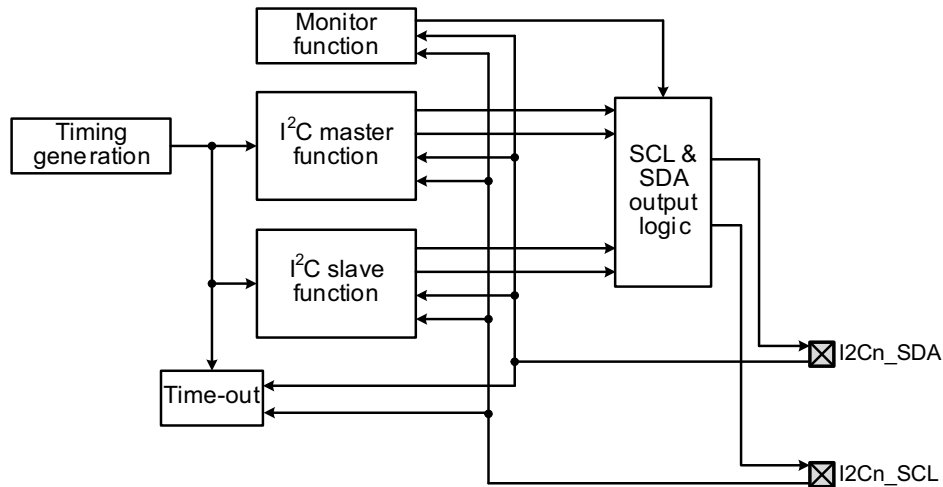 Monitor
function
Timing
generation
I²C master
function
SCL &
SDA
output
logic
I²C slave
function
Time-out
I2Cn_SDA
I2Cn_SCL